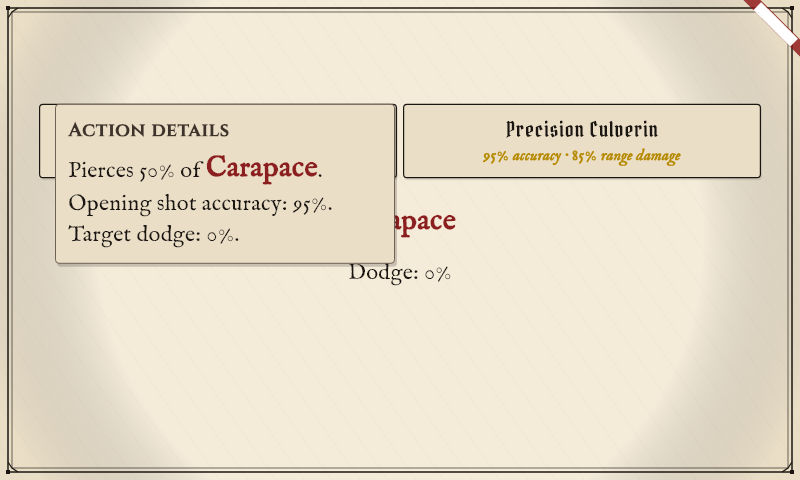 Action details
Pierces 50% of Carapace.
Opening shot accuracy: 95%.
Target dodge: 0%.
Precision Culverin
95% accuracy · 85% range damage
apace
Dodge: 0%